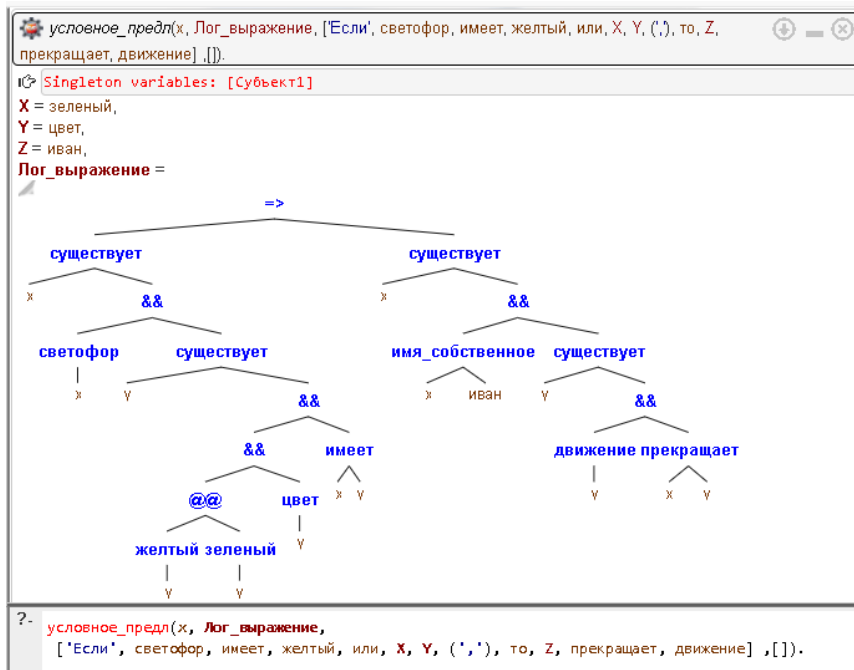 условное_предл(x, Лог_выражение, ['Если', светофор, имеет, желтый, или, X, Y, (','), то, Z,
прекращает, движение] ,[]).
Singleton variables: [Субъект1]
X = зеленый,
Y = цвет,
Z = иван,
Лог_выражение =
=>
существует существует
x && x &&
светофор существует имя_собственное существует
x y && x иван y &&
&& имеет движение прекращает
@@ цвет x y y x y
желтый зеленый y
y y
?- условное_предл(x, Лог_выражение,
['Если', светофор, имеет, желтый, или, X, Y, (','), то, Z, прекращает, движение] ,[]).